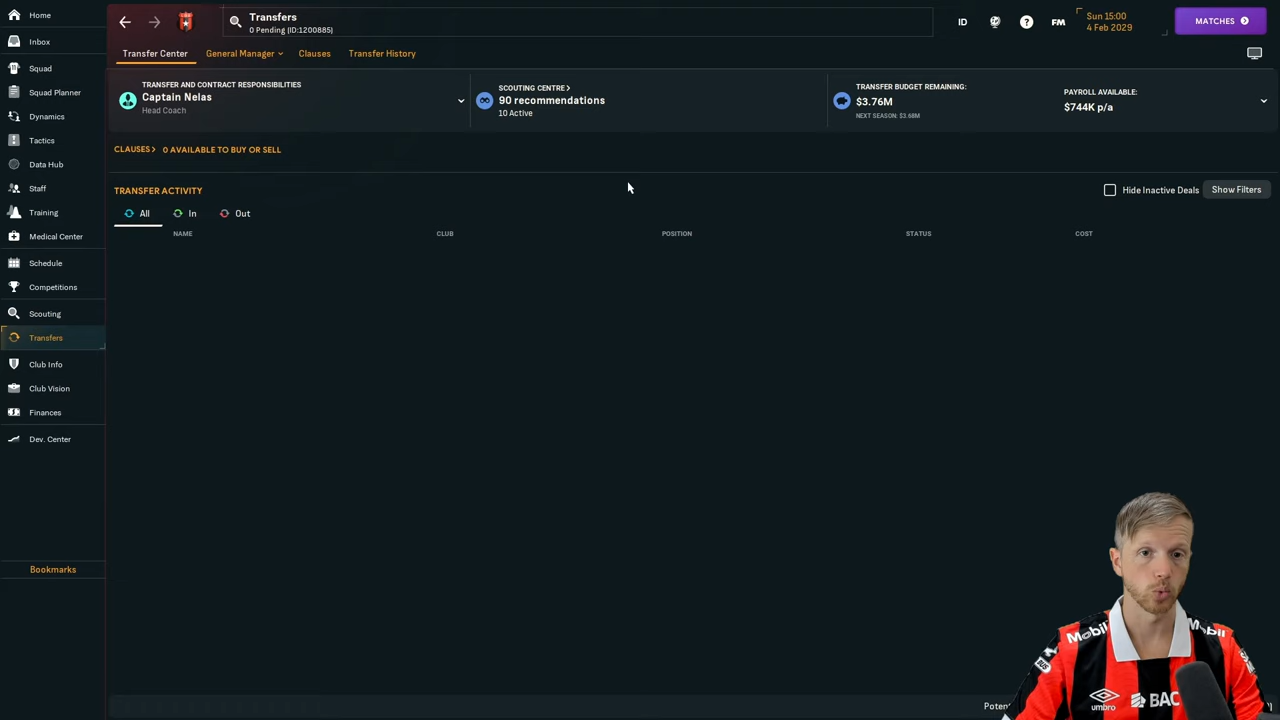 Home
Transfers
0 Pending (ID:1200885)
ID
FM
Sun 15:00
4 Feb 2029
MATCHES
Inbox
Squad
Squad Planner
Dynamics
Tactics
Data Hub
Staff
Training
Medical Center
Schedule
Competitions
Scouting
Transfers
Club Info
Club Vision
Finances
Dev. Center
Bookmarks
Transfer Center
General Manager
Clauses
Transfer History
TRANSFER AND CONTRACT RESPONSIBILITIES
Captain Nelas
Head Coach
SCOUTING CENTRE >
90 recommendations
10 Active
TRANSFER BUDGET REMAINING:
$3.76M
NEXT SEASON: $3.68M
PAYROLL AVAILABLE:
$744K p/a
CLAUSES > 0 AVAILABLE TO BUY OR SELL
TRANSFER ACTIVITY
Hide Inactive Deals
Show Filters
All
In
Out
NAME
CLUB
POSITION
STATUS
COST
Mobil
Mobil
umbro
BAC